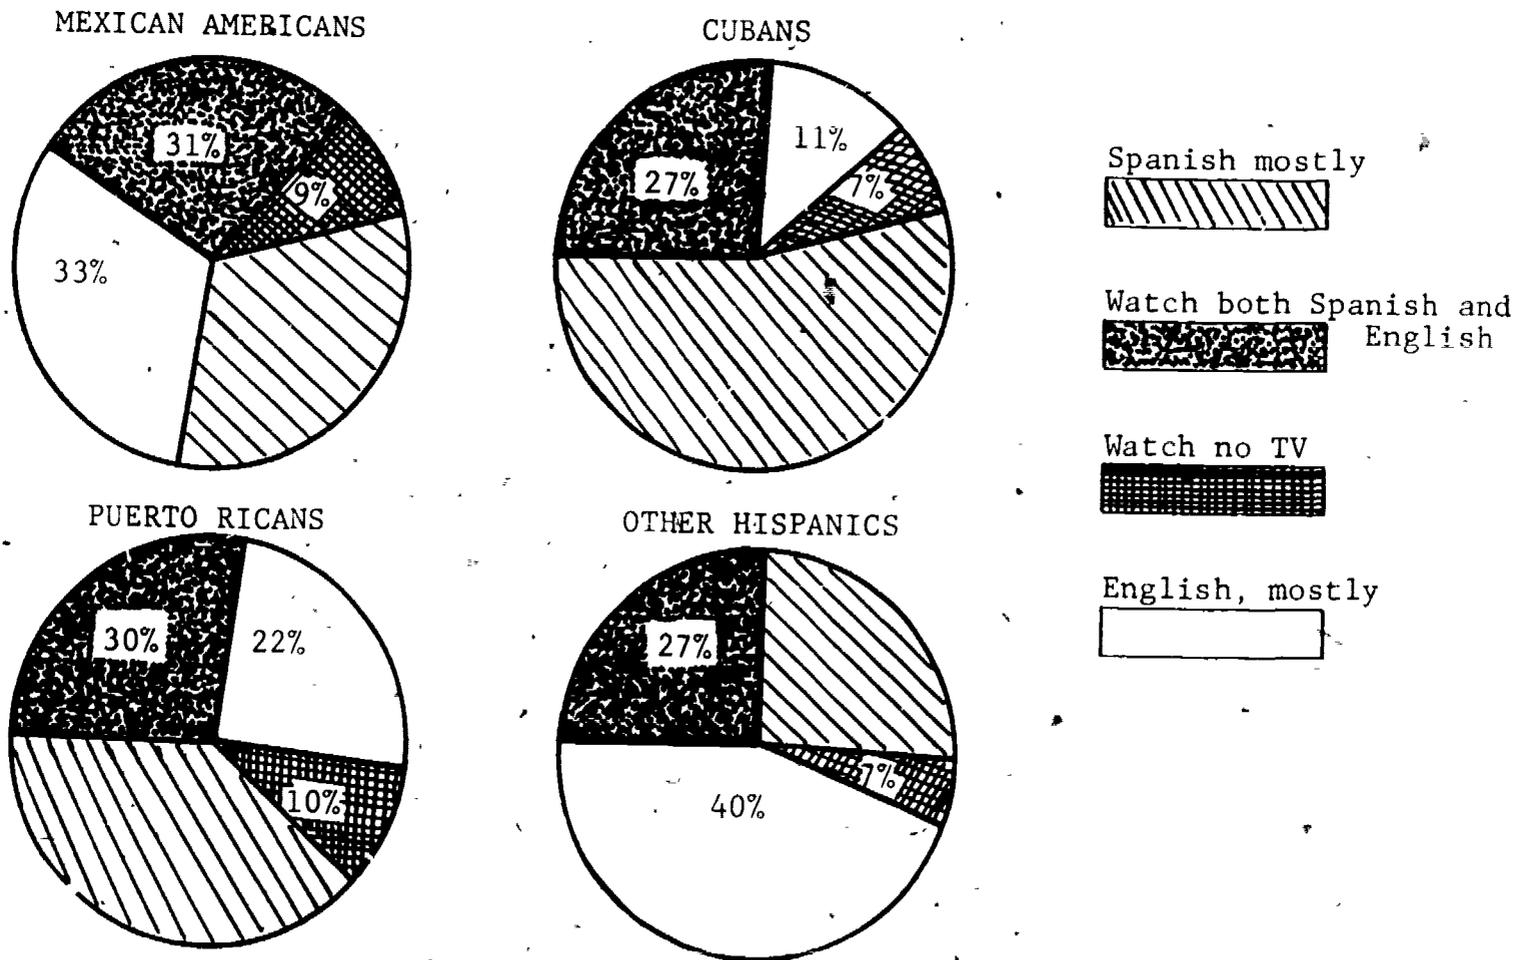 MEXICAN AMERICANS
31%
9%
33%
CUBANS
11%
27%
7%
PUERTO RICANS
30%
22%
10%
OTHER HISPANICS
27%
7%
40%
Spanish mostly
Watch both Spanish and
English
Watch no TV
English, mostly